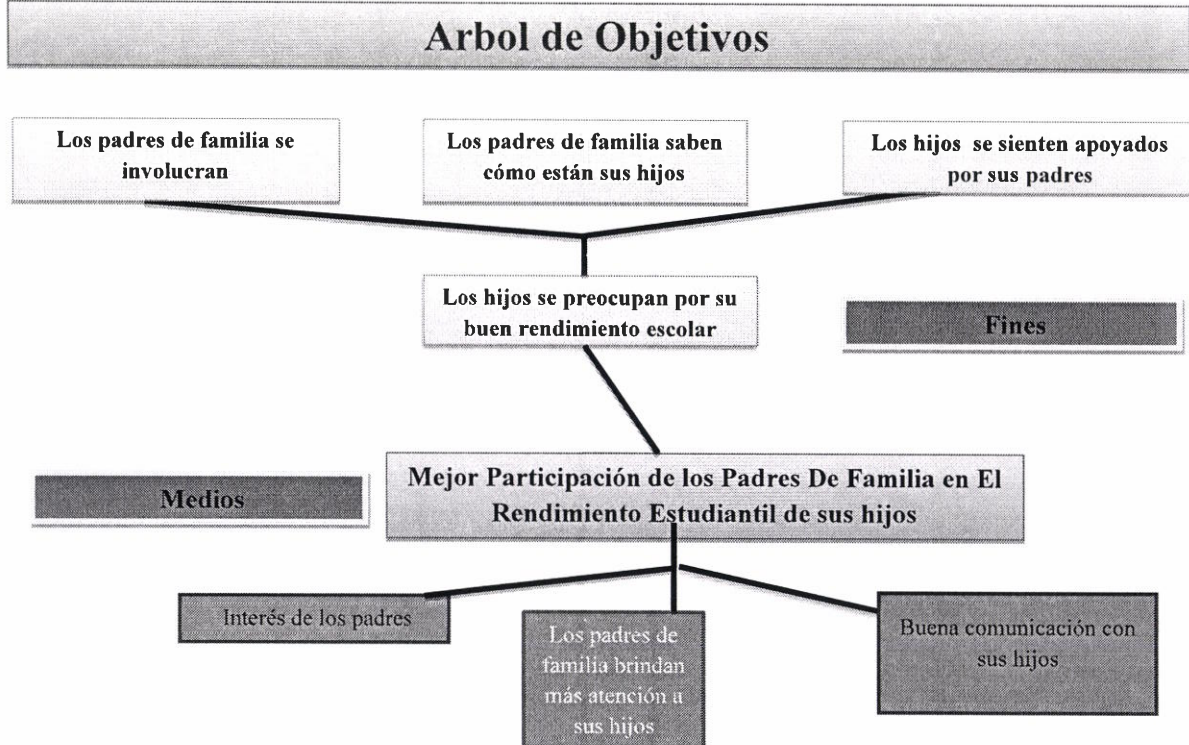 Arbol de Objetivos
Los padres de familia se
involucran
Los padres de familia saben
cómo están sus hijos
Los hijos se sienten apoyados
por sus padres
Los hijos se preocupan por su
buen rendimiento escolar
Fines
Medios
Mejor Participación de los Padres De Familia en El
Rendimiento Estudiantil de sus hijos
Interés de los padres
Los padres de
familia brindan
más atención a
sus hijos
Buena comunicación con
sus hijos